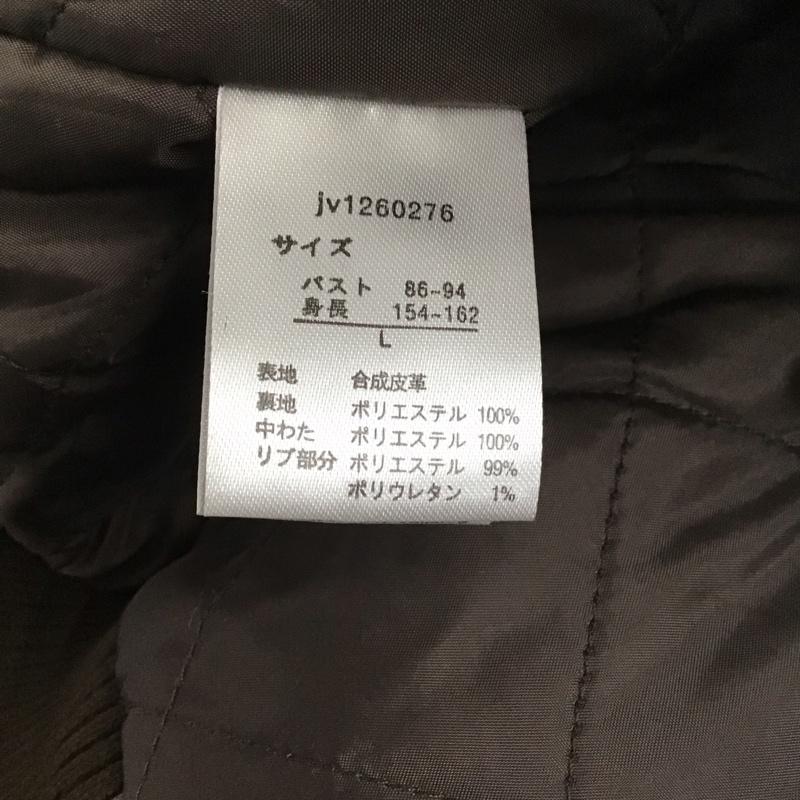 jv1260276
サイズ
バスト 86~94
身長 154~162
L
表地 合成皮革
裏地 ポリエステル 100%
中わた ポリエステル 100%
リブ部分 ポリエステル 99%
ポリウレタン 1%